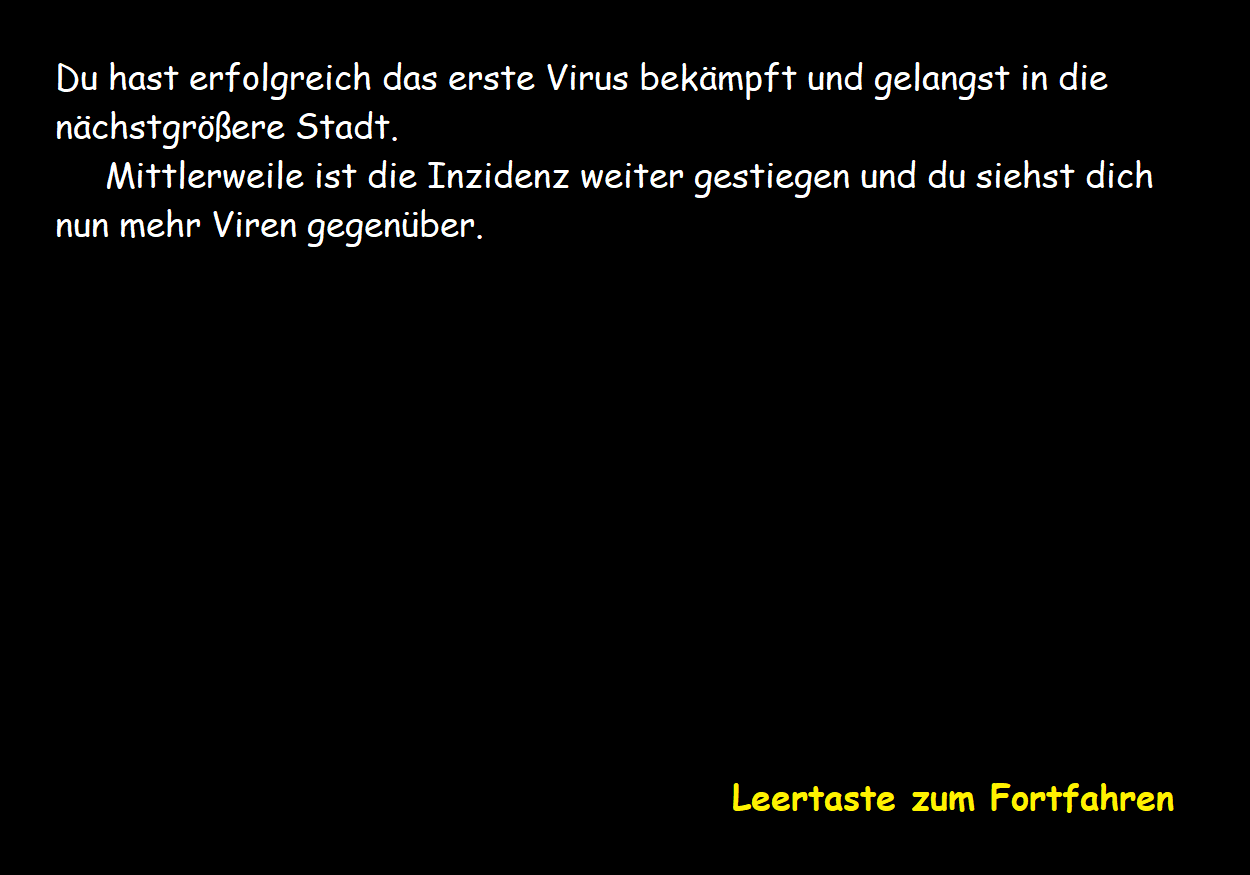 Du hast erfolgreich das erste Virus bekämpft und gelangst in die
nächstgrößere Stadt.
Mittlerweile ist die Inzidenz weiter gestiegen und du siehst dich
nun mehr Viren gegenüber.
Leertaste zum Fortfahren